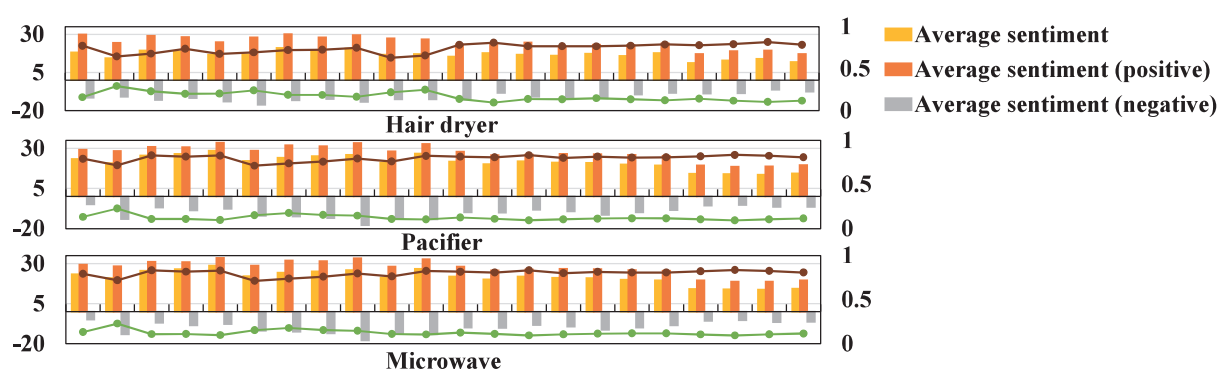 30 1
5 0.5
-20 0
Hair dryer
Average sentiment
Average sentiment (positive)
Average sentiment (negative)
30 1
5 0.5
-20 0
Pacifier
30 1
5 0.5
-20 0
Microwave